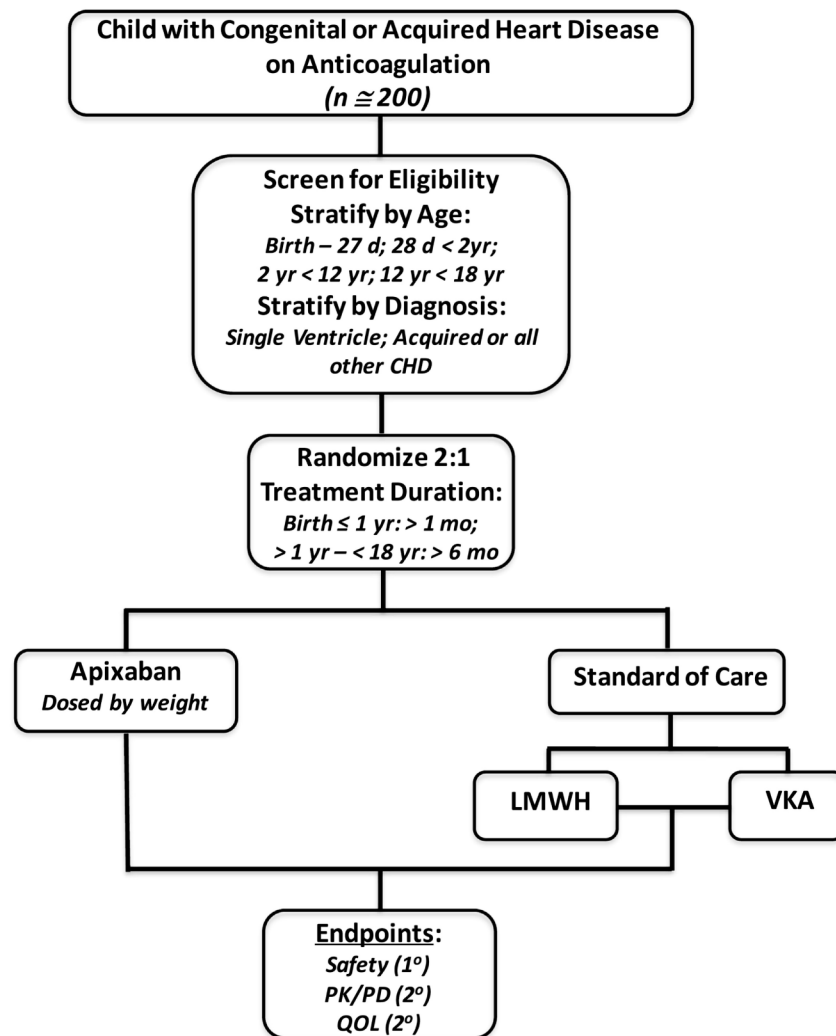 Child with Congenital or Acquired Heart Disease
on Anticoagulation
(n ≅ 200)
Screen for Eligibility
Stratify by Age:
Birth – 27 d; 28 d < 2yr;
2 yr < 12 yr; 12 yr < 18 yr
Stratify by Diagnosis:
Single Ventricle; Acquired or all
other CHD
Randomize 2:1
Treatment Duration:
Birth ≤ 1 yr: > 1 mo;
> 1 yr – < 18 yr: > 6 mo
Apixaban
Dosed by weight
Standard of Care
LMWH
VKA
Endpoints:
Safety (1º)
PK/PD (2º)
QOL (2º)